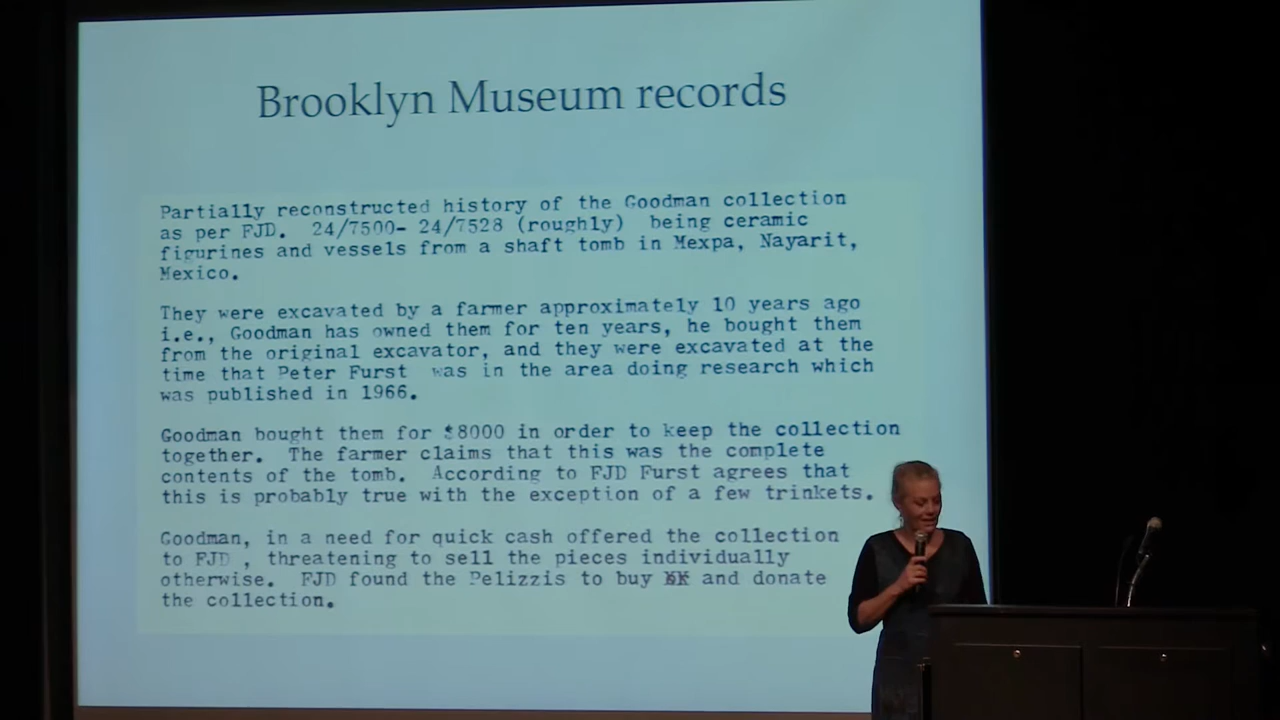 Brooklyn Museum records
Partially reconstructed history of the Goodman collection
as per FJD. 24/7500- 24/7528 (roughly) being ceramic
figurines and vessels from a shaft tomb in Mexpa, Nayarit,
Mexico.
They were excavated by a farmer approximately 10 years ago
i.e., Goodman has owned them for ten years, he bought them
from the original excavator, and they were excavated at the
time that Peter Furst was in the area doing research which
was published in 1966.
Goodman bought them for $8000 in order to keep the collection
together. The farmer claims that this was the complete
contents of the tomb. According to FJD Furst agrees that
this is probably true with the exception of a few trinkets.
Goodman, in a need for quick cash offered the collection
to FJD , threatening to sell the pieces individually
otherwise. FJD found the Pelizzis to buy and donate
the collection.